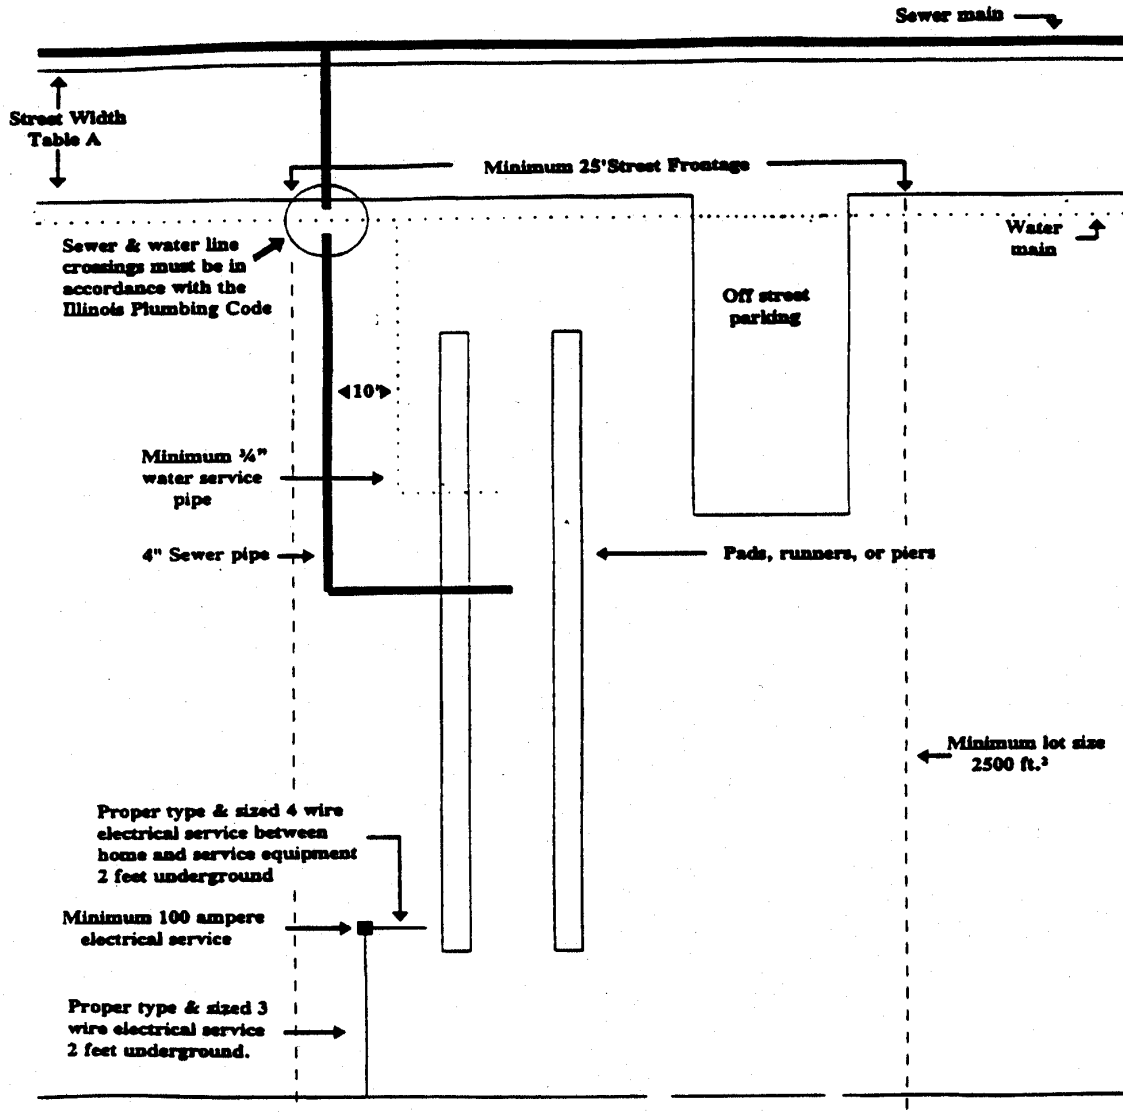 Sewer main
Street Width
Table A
Minimum 25'Street Frontage
Sewer & water line
crossings must be in
accordance with the
Illinois Plumbing Code
Water
main
Off street
parking
10'
Minimum ¾"
water service
pipe
4" Sewer pipe
Pads, runners, or piers
Minimum lot size
2500 ft.²
Proper type & sized 4 wire
electrical service between
home and service equipment
2 feet underground
Minimum 100 ampere
electrical service
Proper type & sized 3
wire electrical service
2 feet underground.